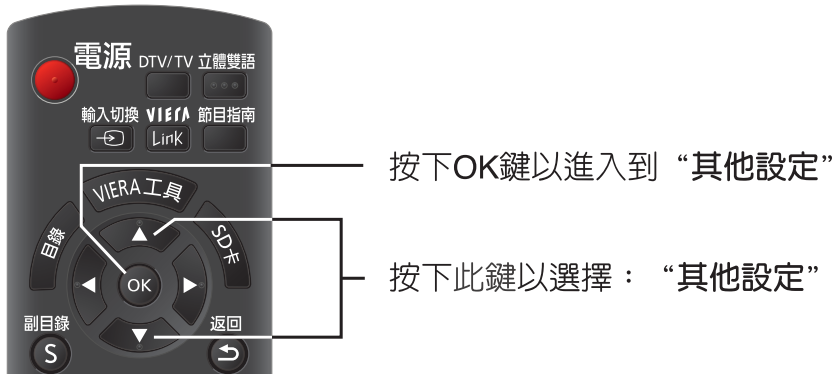 電源 DTV/TV 立體雙語
輸入切換 VIERA 節目指南
Link
按下OK鍵以進入到 “其他設定”
VIERA工具
目錄
SD卡
OK
按下此鍵以選擇： “其他設定”
副目錄
返回
S